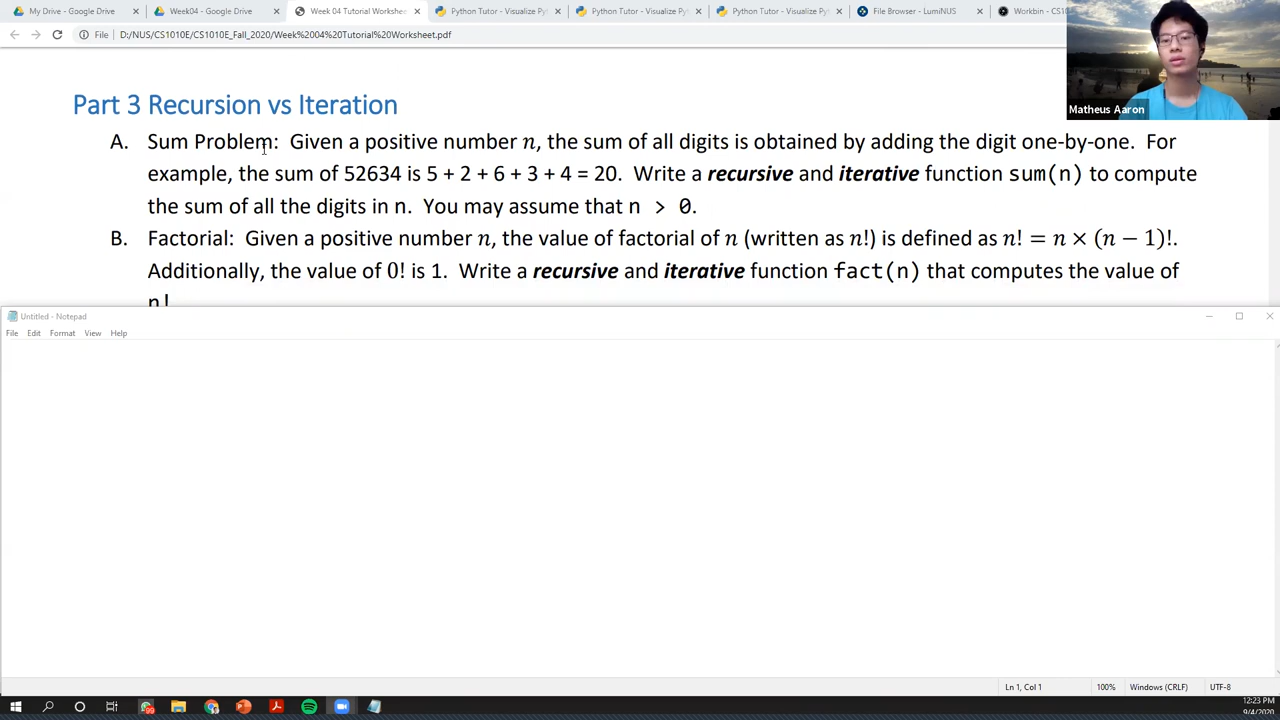 My Drive - Google Drive
Week04 - Google Drive
Week 04 Tutorial Workshe
Python Tutor - Visualize Py
Python Tutor - Visualize Py
Python Tutor - Visualize Py
File Browser - LumiNUS
Workbin - CS10
File
D:/NUS/CS1010E/CS1010E_Fall_2020/Week%2004%20Tutorial%20Worksheet.pdf
Matheus Aaron
Part 3 Recursion vs Iteration
A. Sum Problem: Given a positive number n, the sum of all digits is obtained by adding the digit one-by-one. For
example, the sum of 52634 is 5 + 2 + 6 + 3 + 4 = 20. Write a recursive and iterative function sum(n) to compute
the sum of all the digits in n. You may assume that n > 0.
B. Factorial: Given a positive number n, the value of factorial of n (written as n!) is defined as n! = n × (n − 1)!.
Additionally, the value of 0! is 1. Write a recursive and iterative function fact(n) that computes the value of
n!
Untitled - Notepad
File Edit Format View Help
Ln 1, Col 1 100% Windows (CRLF) UTF-8
99
12:23 PM
9/4/2020